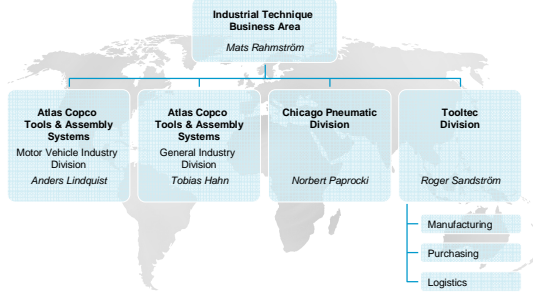 Industrial Technique
Business Area
Mats Rahmström
Atlas Copco
Tools & Assembly
Systems
Motor Vehicle Industry
Division
Anders Lindquist
Atlas Copco
Tools & Assembly
Systems
General Industry
Division
Tobias Hahn
Chicago Pneumatic
Division
Norbert Paprocki
Tooltec
Division
Roger Sandström
Manufacturing
Purchasing
Logistics